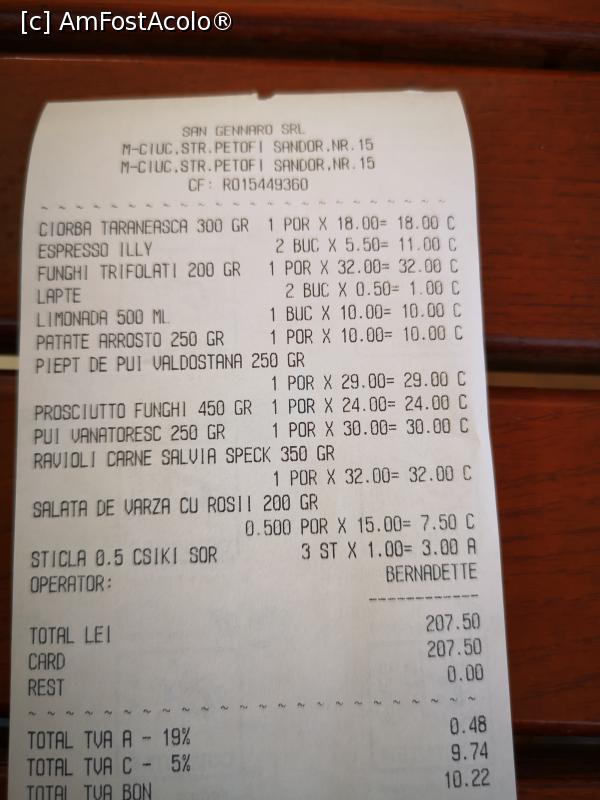 [c] AmFostAcolo®
SAN GENNARO SRL
M-CIUC.STR.PETOFI SANDOR.NR.15
M-CIUC.STR.PETOFI SANDOR.NR.15
CF: RO15449360
~ ~ ~ ~ ~ ~ ~ ~ ~ ~ ~ ~ ~ ~ ~ ~ ~ ~ ~ ~
CIORBA TARANEASCA 300 GR 1 POR X 18.00= 18.00 C
ESPRESSO ILLY 2 BUC X 5.50= 11.00 C
FUNGHI TRIFOLATI 200 GR 1 POR X 32.00= 32.00 C
LAPTE 2 BUC X 0.50= 1.00 C
LIMONADA 500 ML 1 BUC X 10.00= 10.00 C
PATATE ARROSTO 250 GR 1 POR X 10.00= 10.00 C
PIEPT DE PUI VALDOSTANA 250 GR
1 POR X 29.00= 29.00 C
PROSCIUTTO FUNGHI 450 GR 1 POR X 24.00= 24.00 C
PUI VANATORESC 250 GR 1 POR X 30.00= 30.00 C
RAVIOLI CARNE SALVIA SPECK 350 GR
1 POR X 32.00= 32.00 C
SALATA DE VARZA CU ROSII 200 GR
0.500 POR X 15.00= 7.50 C
STICLA 0.5 CSIKI SOR 3 ST X 1.00= 3.00 A
OPERATOR: BERNADETTE
------------
TOTAL LEI 207.50
CARD 207.50
REST 0.00
~ ~ ~ ~ ~ ~ ~ ~ ~ ~ ~ ~ ~ ~ ~ ~ ~ ~ ~ ~
TOTAL TVA A - 19% 0.48
TOTAL TVA C - 5% 9.74
TOTAL TVA BON 10.22